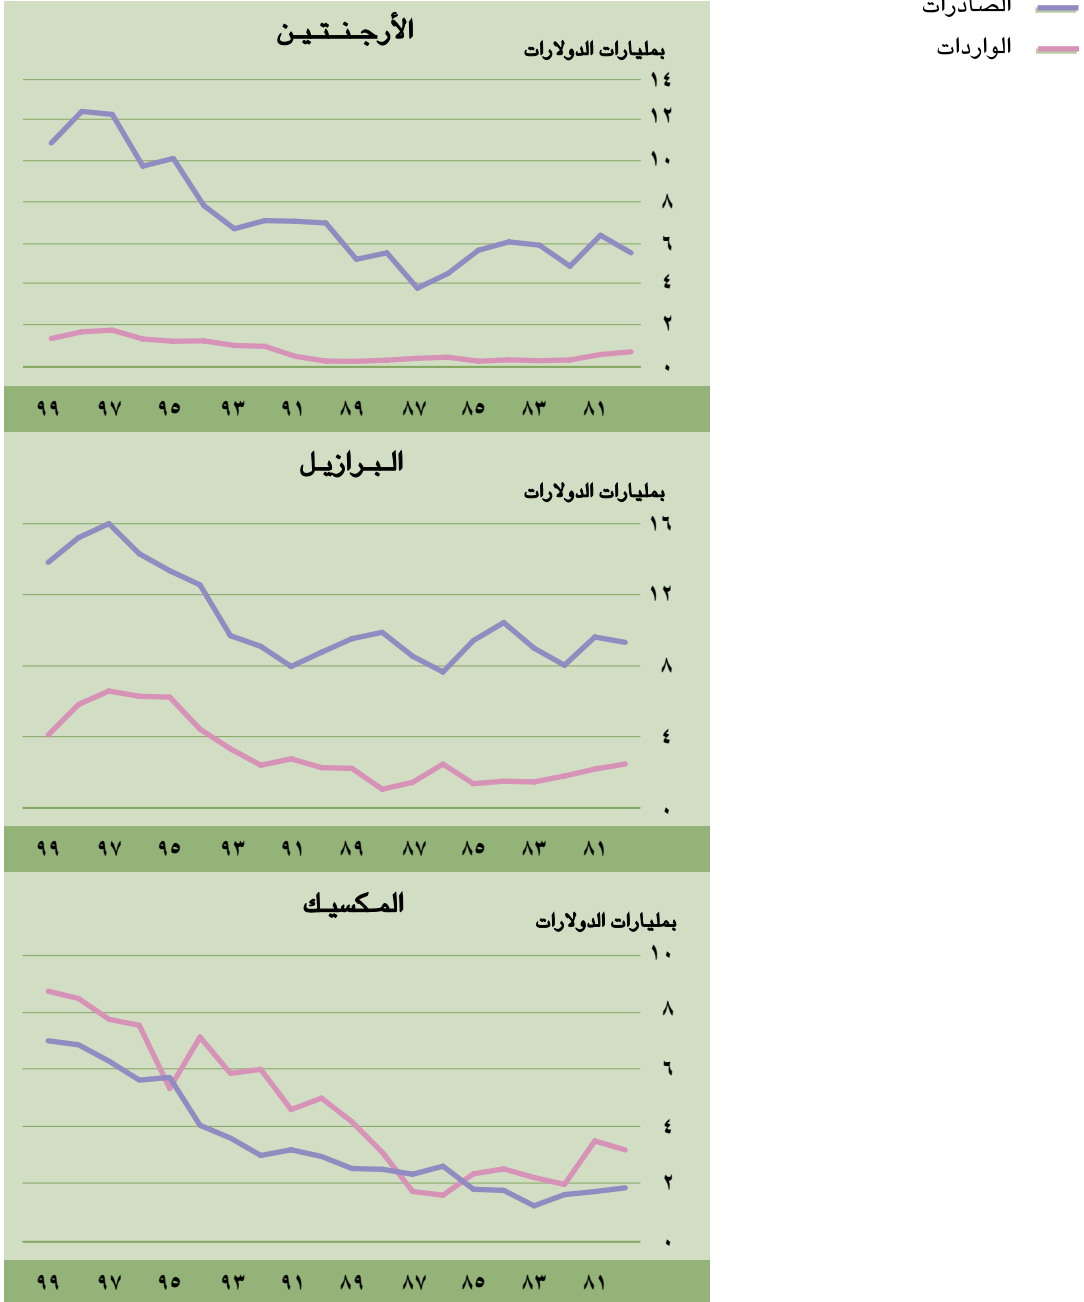 الصادرات
الواردات
الأرجنتين
بمليارات الدولارات
١٤
١٢
١٠
٨
٦
٤
٢
٠
٨١ ٨٣ ٨٥ ٨٧ ٨٩ ٩١ ٩٣ ٩٥ ٩٧ ٩٩
البرازيل
بمليارات الدولارات
١٦
١٢
٨
٤
٠
٨١ ٨٣ ٨٥ ٨٧ ٨٩ ٩١ ٩٣ ٩٥ ٩٧ ٩٩
المكسيك
بمليارات الدولارات
١٠
٨
٦
٤
٢
٠
٨١ ٨٣ ٨٥ ٨٧ ٨٩ ٩١ ٩٣ ٩٥ ٩٧ ٩٩